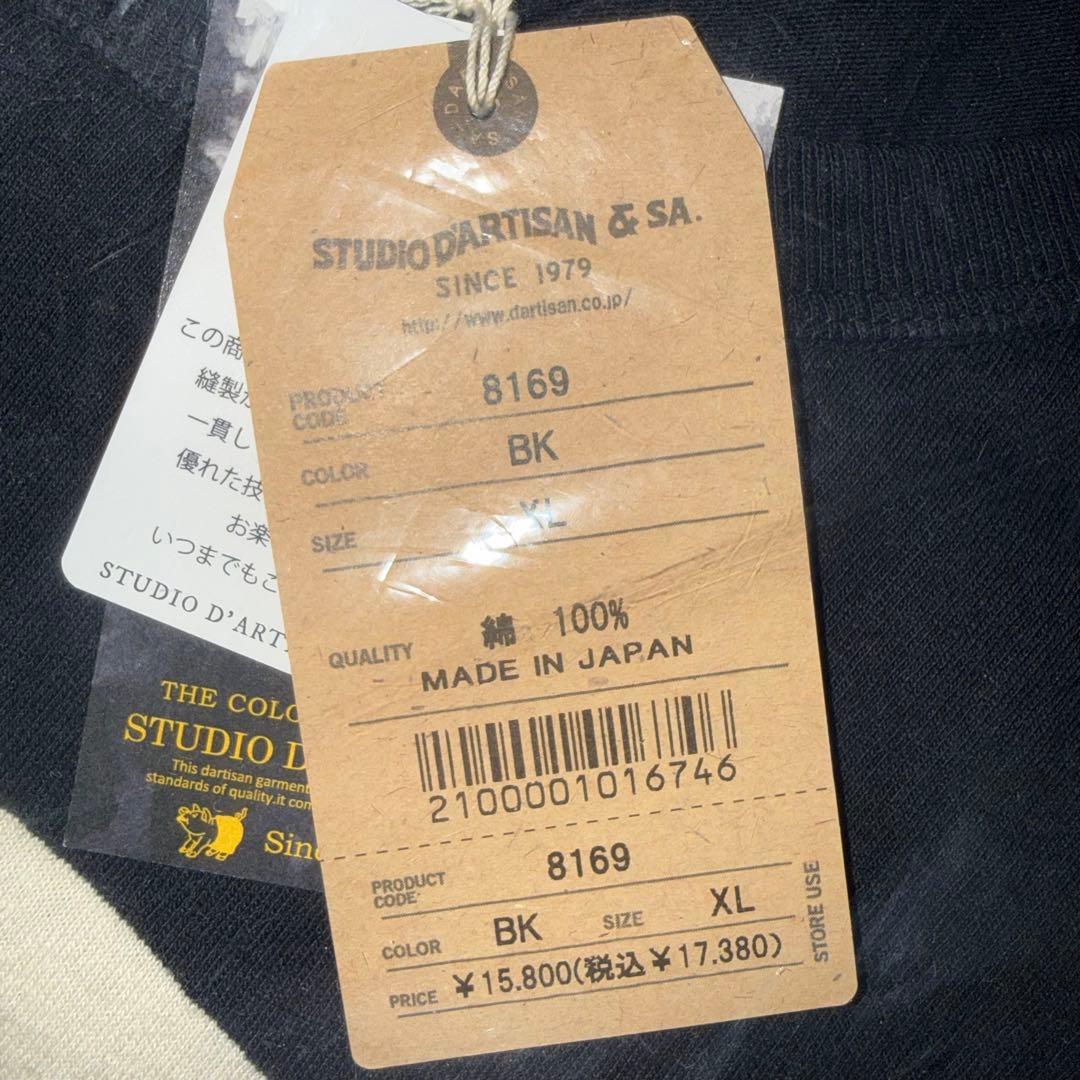 STUDIO D'ARTISAN & SA.
SINCE 1979
http://www.dartisan.co.jp/
PRODUCT CODE 8169
COLOR BK
SIZE XL
QUALITY 綿 100%
MADE IN JAPAN
2100001016746
PRODUCT CODE 8169
COLOR BK SIZE XL
PRICE ¥15.800(税込¥17.380)
STORE USE
この商
縫製
一貫し
優れた技
お楽
いつまでもこ
STUDIO D'ART
THE COLO
STUDIO D
This dartisan garment
standards of quality.it com
Sinc